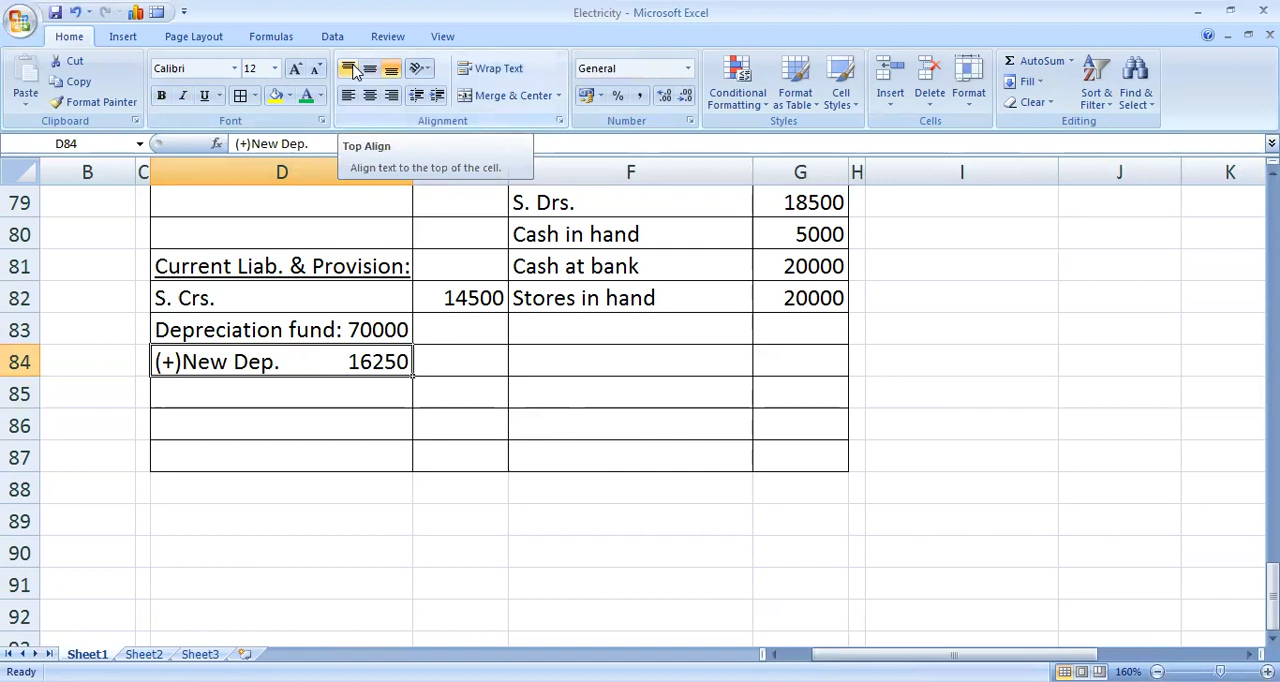 Electricity - Microsoft Excel
Home Insert Page Layout Formulas Data Review View
Cut
Copy
Format Painter
Paste
Clipboard
Calibri 12
B I U
Font
Wrap Text
Merge & Center
Alignment
General
% ,
Number
Conditional Formatting
Format as Table
Cell Styles
Styles
Insert Delete Format
Cells
AutoSum
Fill
Clear
Sort & Filter
Find & Select
Editing
D84 fx (+)New Dep.
Top Align
Align text to the top of the cell.
B C D F G H I J K
79 S. Drs. 18500
80 Cash in hand 5000
81 Current Liab. & Provision: Cash at bank 20000
82 S. Crs. 14500 Stores in hand 20000
83 Depreciation fund: 70000
84 (+)New Dep. 16250
85
86
87
88
89
90
91
92
Sheet1 Sheet2 Sheet3
Ready 160%